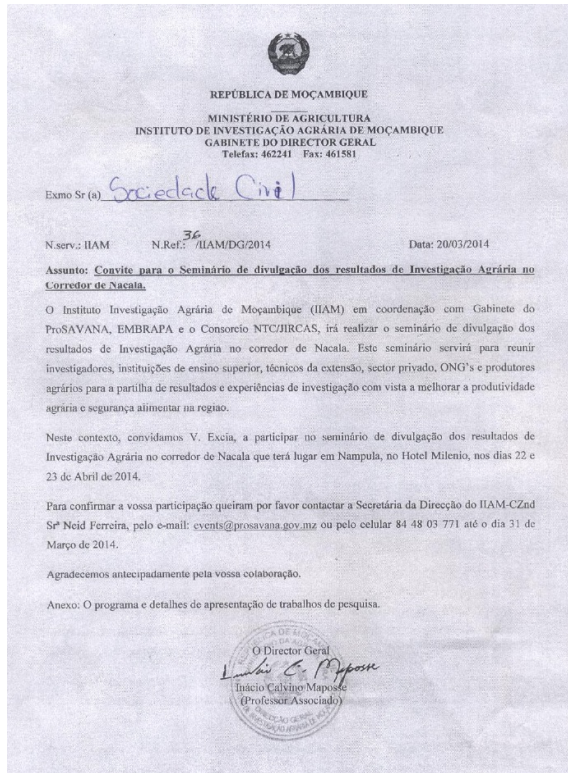 REPÚBLICA DE MOÇAMBIQUE
MINISTÉRIO DE AGRICULTURA
INSTITUTO DE INVESTIGAÇÃO AGRÁRIA DE MOÇAMBIQUE
GABINETE DO DIRECTOR GERAL
Telefax: 462241 Fax: 461581
Exmo Sr (a) Sociedade Civil
N.serv.: IIAM N.Ref.: 36 /IIAM/DG/2014 Data: 20/03/2014
Assunto: Convite para o Seminário de divulgação dos resultados de Investigação Agrária no
Corredor de Nacala.
O Instituto Investigação Agrária de Moçambique (IIAM) em coordenação com Gabinete do
ProSAVANA, EMBRAPA e o Consorcio NTC/JIRCAS, irá realizar o seminário de divulgação dos
resultados de Investigação Agrária no corredor de Nacala. Este seminário servirá para reunir
investigadores, instituições de ensino superior, técnicos da extensão, sector privado, ONG's e produtores
agrários para a partilha de resultados e experiências de investigação com vista a melhorar a produtividade
agrária e segurança alimentar na região.
Neste contexto, convidamos V. Excia, a participar no seminário de divulgação dos resultados de
Investigação Agrária no corredor de Nacala que terá lugar em Nampula, no Hotel Milenio, nos dias 22 e
23 de Abril de 2014.
Para confirmar a vossa participação queiram por favor contactar a Secretária da Direcção do IIAM-CZnd
Srª Neid Ferreira, pelo e-mail: events@prosavana.gov.mz ou pelo celular 84 48 03 771 até o dia 31 de
Março de 2014.
Agradecemos antecipadamente pela vossa colaboração.
Anexo: O programa e detalhes de apresentação de trabalhos de pesquisa.
O Director Geral
Inácio Calvino Maposse
(Professor Associado)